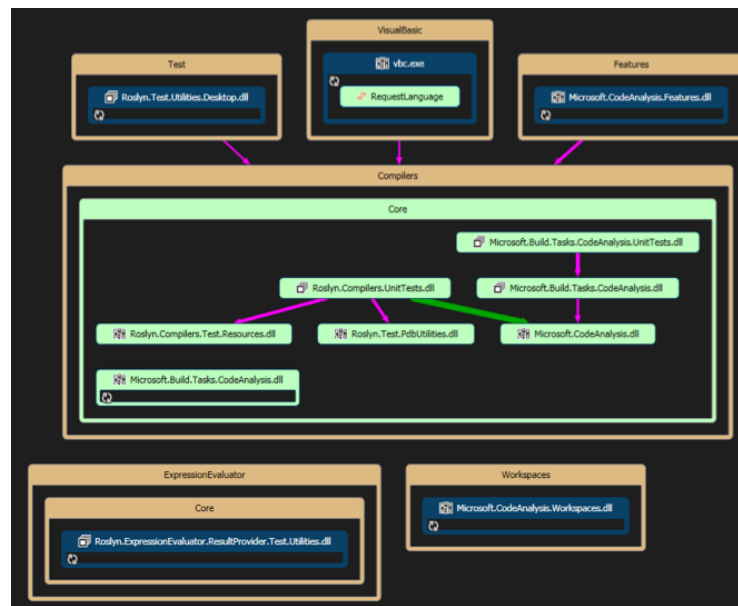 VisualBasic
Test
vbc.exe
Features
Roslyn.Test.Utilities.Desktop.dll
RequestLanguage
Microsoft.CodeAnalysis.Features.dll
Compilers
Core
Microsoft.Build.Tasks.CodeAnalysis.UnitTests.dll
Roslyn.Compilers.UnitTests.dll
Microsoft.Build.Tasks.CodeAnalysis.dll
Roslyn.Compilers.Test.Resources.dll
Roslyn.Test.PdbUtilities.dll
Microsoft.CodeAnalysis.dll
Microsoft.Build.Tasks.CodeAnalysis.dll
ExpressionEvaluator
Workspaces
Core
Microsoft.CodeAnalysis.Workspaces.dll
Roslyn.ExpressionEvaluator.ResultProvider.Test.Utilities.dll